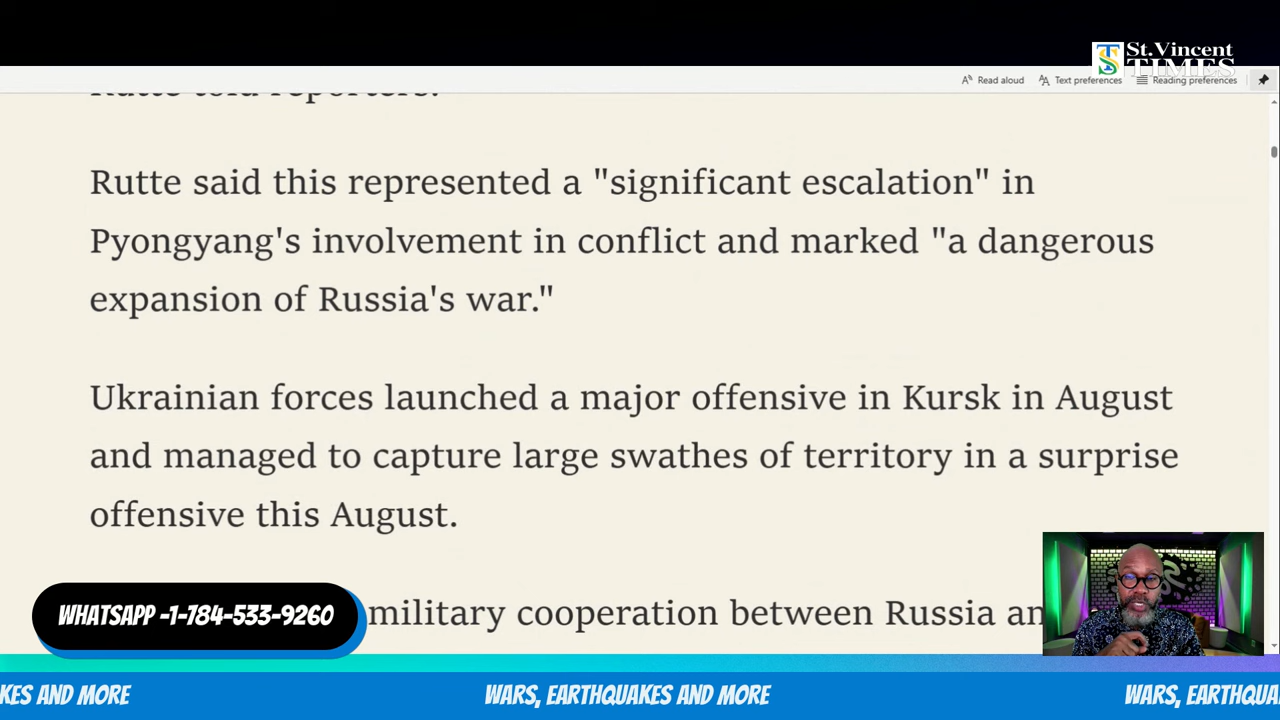 St.Vincent
TIMES
Read aloud
Text preferences
Reading preferences
Rutte told reporters.
Rutte said this represented a "significant escalation" in
Pyongyang's involvement in conflict and marked "a dangerous
expansion of Russia's war."
Ukrainian forces launched a major offensive in Kursk in August
and managed to capture large swathes of territory in a surprise
offensive this August.
military cooperation between Russia an
WHATSAPP -1-784-533-9260
KES AND MORE
WARS, EARTHQUAKES AND MORE
WARS, EARTHQUA